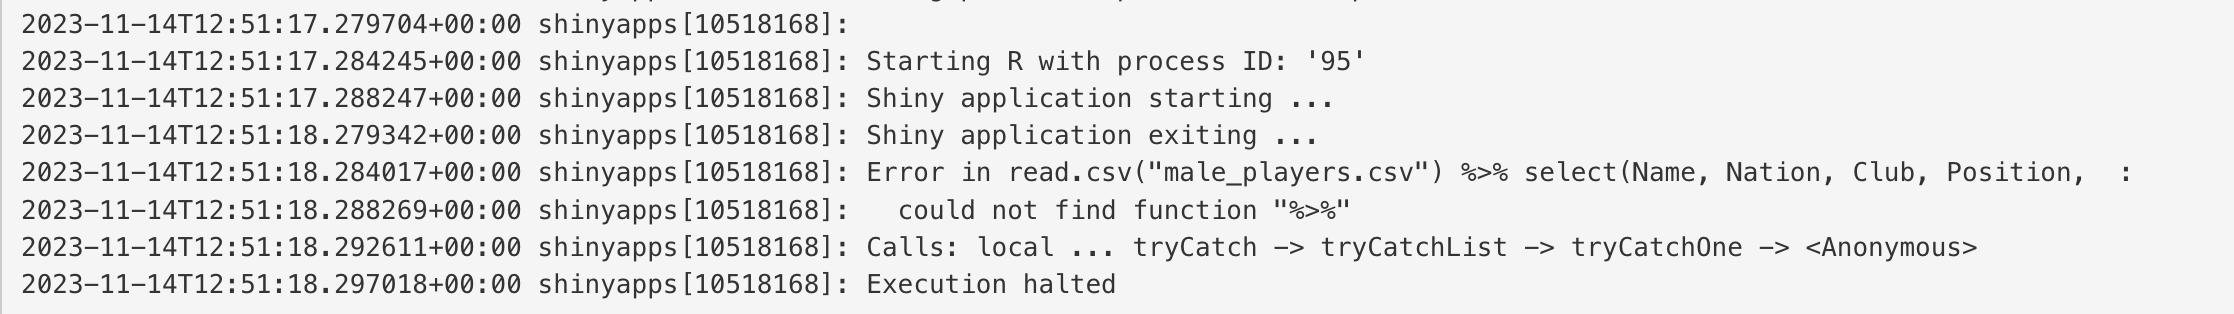 2023-11-14T12:51:17.279704+00:00 shinyapps[10518168]:
2023-11-14T12:51:17.284245+00:00 shinyapps[10518168]: Starting R with process ID: '95'
2023-11-14T12:51:17.288247+00:00 shinyapps[10518168]: Shiny application starting ...
2023-11-14T12:51:18.279342+00:00 shinyapps[10518168]: Shiny application exiting ...
2023-11-14T12:51:18.284017+00:00 shinyapps[10518168]: Error in read.csv("male_players.csv") %>% select(Name, Nation, Club, Position,  :
2023-11-14T12:51:18.288269+00:00 shinyapps[10518168]:   could not find function "%>%"
2023-11-14T12:51:18.292611+00:00 shinyapps[10518168]: Calls: local ... tryCatch -> tryCatchList -> tryCatchOne -> <Anonymous>
2023-11-14T12:51:18.297018+00:00 shinyapps[10518168]: Execution halted